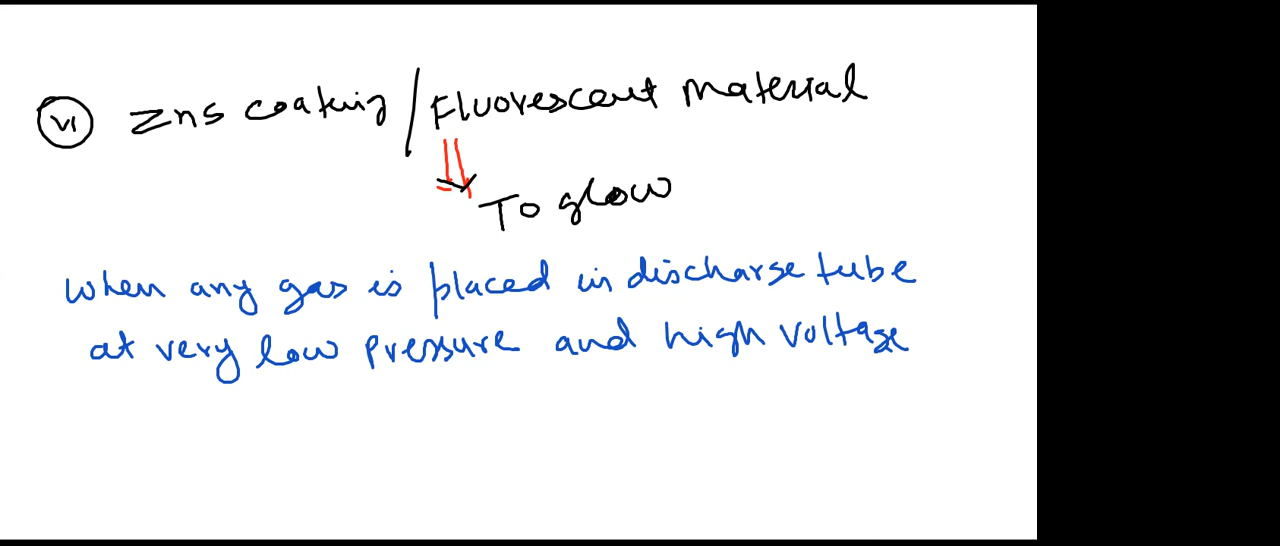 (vi) ZnS coating / Fluorescent Material
To glow
when any gas is placed in discharge tube
at very low pressure and high voltage